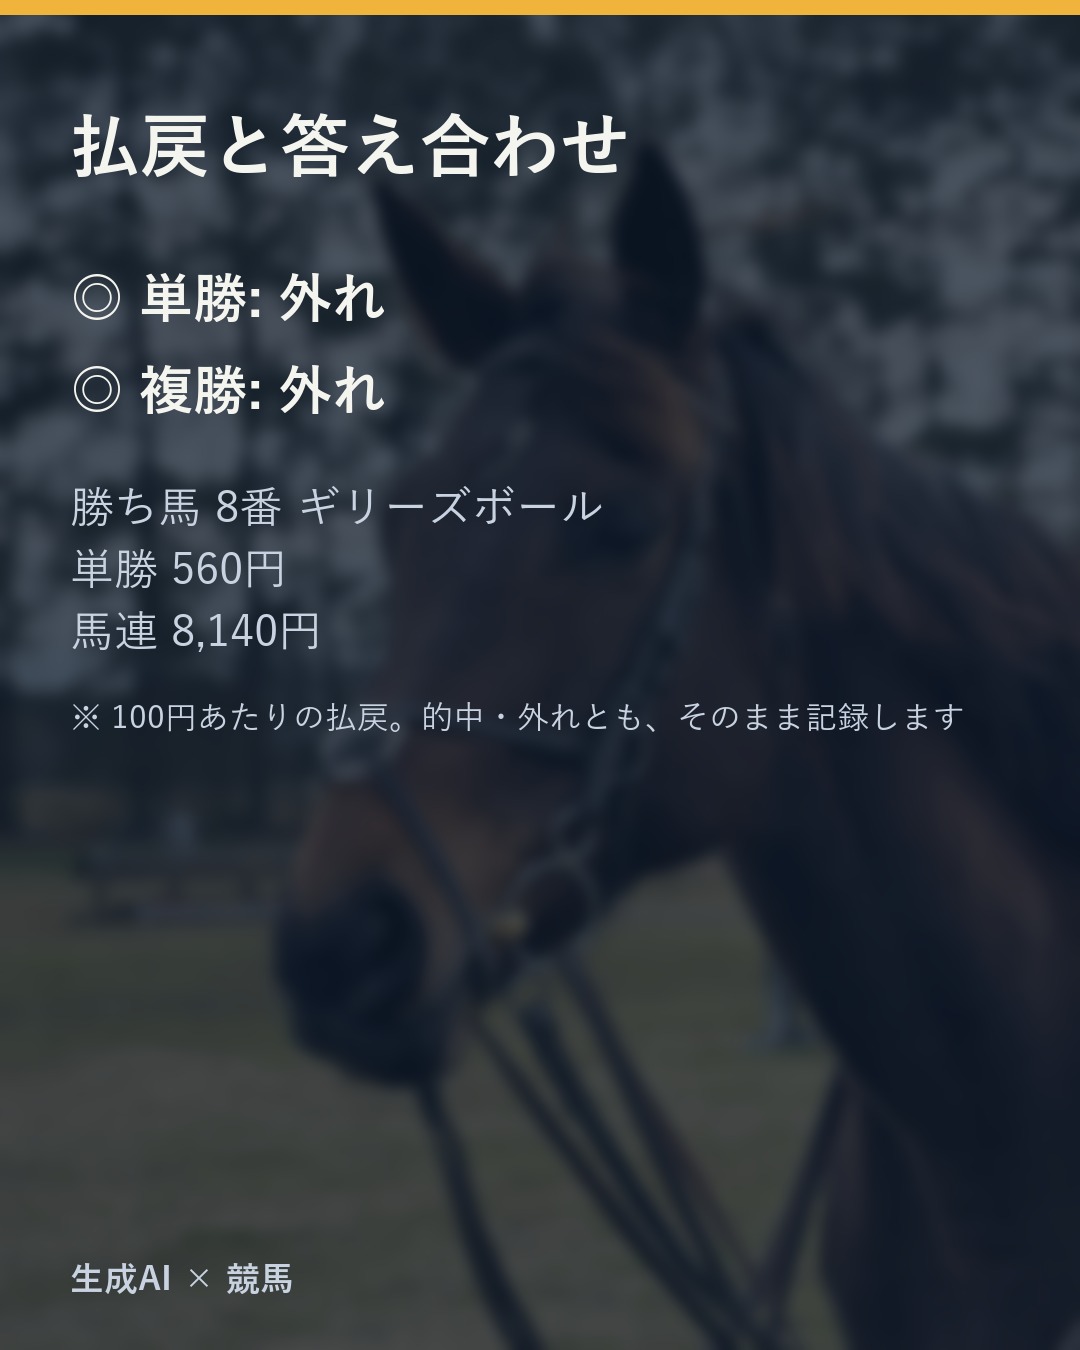 払戻と答え合わせ
◎ 単勝: 外れ
◎ 複勝: 外れ
勝ち馬 8番 ギリーズボール
単勝 560円
馬連 8,140円
※ 100円あたりの払戻。的中・外れとも、そのまま記録します
生成AI × 競馬